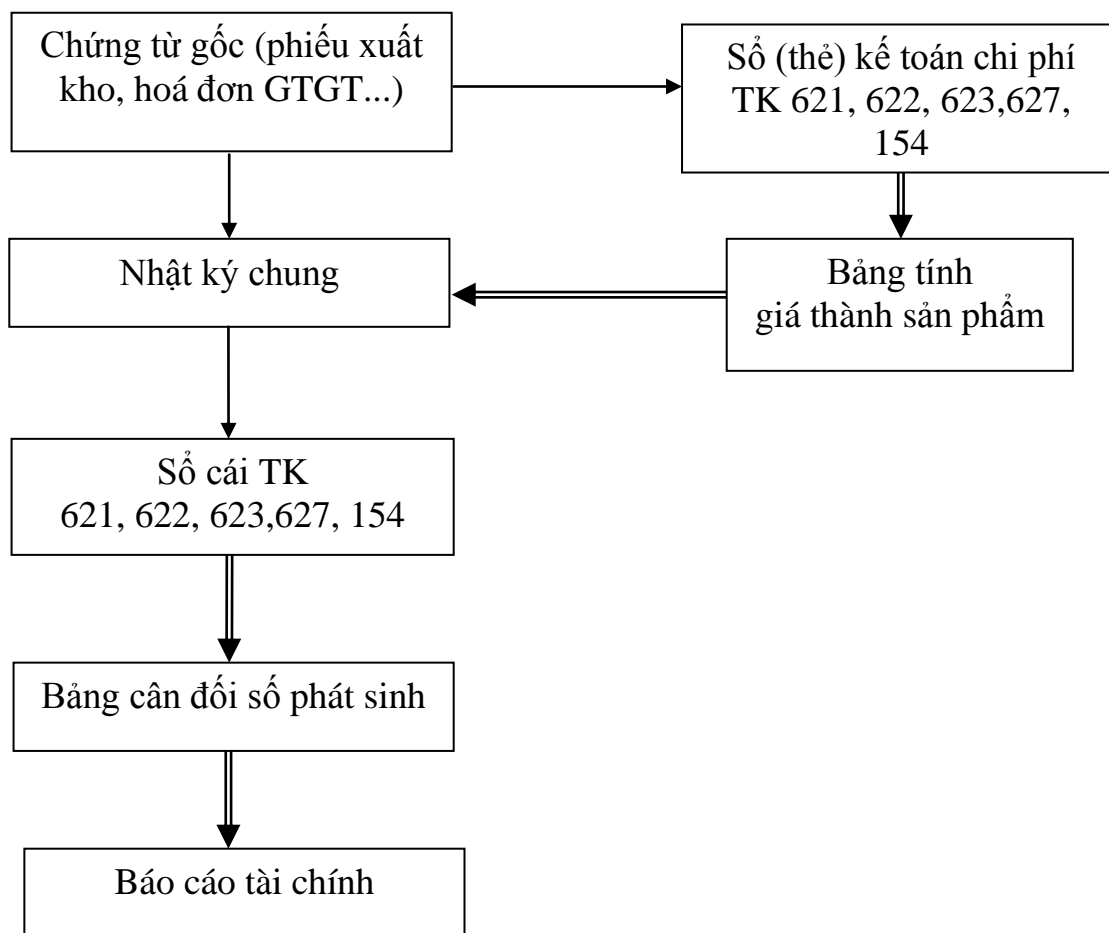 Chứng từ gốc (phiếu xuất
kho, hoá đơn GTGT...)
Sổ (thẻ) kế toán chi phí
TK 621, 622, 623,627,
154
Nhật ký chung
Bảng tính
giá thành sản phẩm
Sổ cái TK
621, 622, 623,627, 154
Bảng cân đối số phát sinh
Báo cáo tài chính